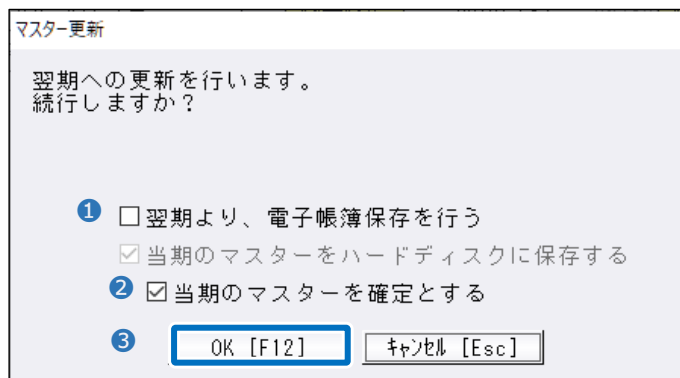 マスター更新
翌期への更新を行います。
続行しますか？
❶ 翌期より、電子帳簿保存を行う
当期のマスターをハードディスクに保存する
❷ 当期のマスターを確定とする
❸ OK [F12] ｷｬﾝｾﾙ [Esc]